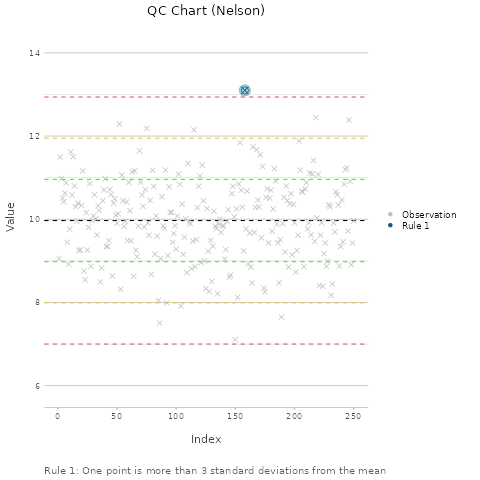 QC Chart (Nelson)
14
12
10
8
6
Value
0
50
100
150
200
250
Index
Observation
Rule 1
Rule 1: One point is more than 3 standard deviations from the mean